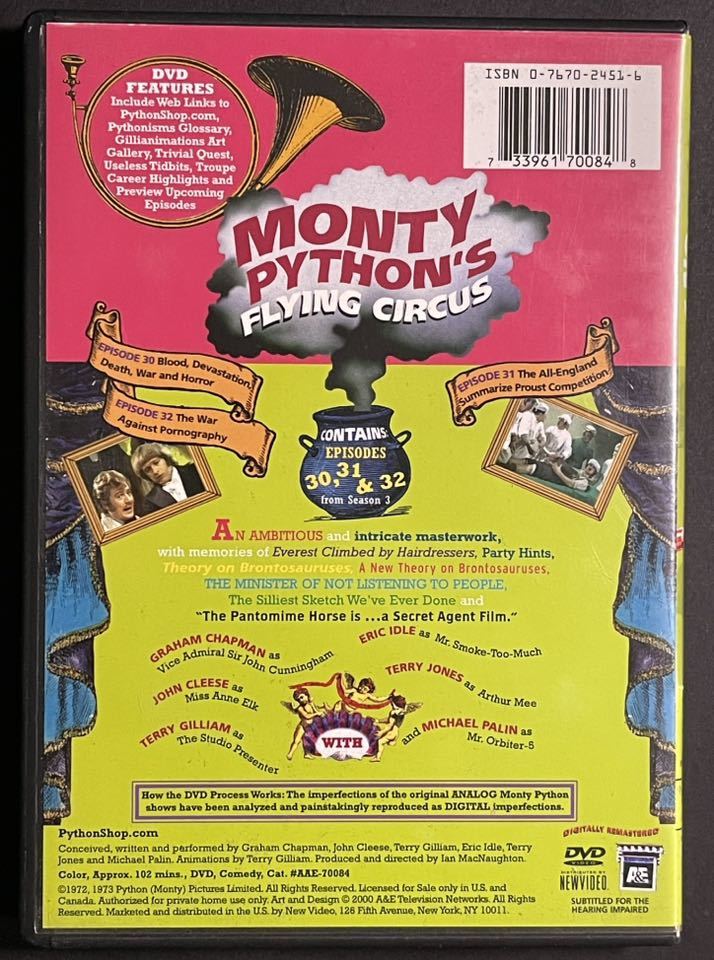 DVD
FEATURES
Include Web Links to
PythonShop.com,
Pythonisms Glossary,
Gillianimations Art
Gallery, Trivial Quest,
Useless Tidbits, Troupe
Career Highlights and
Preview Upcoming
Episodes
ISBN 0-7670-2451-6
7 33961 70084 8
MONTY
PYTHON'S
FLYING CIRCUS
EPISODE 30 Blood, Devastation,
Death, War and Horror
EPISODE 32 The War
Against Pornography
EPISODE 31 The All-England
Summarize Proust Competition
CONTAINS:
EPISODES
30, 31
& 32
from Season 3
AN AMBITIOUS and intricate masterwork,
with memories of Everest Climbed by Hairdressers, Party Hints,
Theory on Brontosauruses, A New Theory on Brontosauruses,
THE MINISTER OF NOT LISTENING TO PEOPLE,
The Silliest Sketch We've Ever Done and
"The Pantomime Horse is ...a Secret Agent Film."
GRAHAM CHAPMAN as
Vice Admiral Sir John Cunningham
JOHN CLEESE as
Miss Anne Elk
TERRY GILLIAM as
The Studio Presenter
WITH
ERIC IDLE as Mr. Smoke-Too-Much
TERRY JONES as
Arthur Mee
and MICHAEL PALIN as
Mr. Orbiter-5
How the DVD Process Works: The imperfections of the original ANALOG Monty Python
shows have been analyzed and painstakingly reproduced as DIGITAL imperfections.
PythonShop.com
Conceived, written and performed by Graham Chapman, John Cleese, Terry Gilliam, Eric Idle, Terry
Jones and Michael Palin. Animations by Terry Gilliam. Produced and directed by Ian MacNaughton.
Color, Approx. 102 mins., DVD, Comedy, Cat. #AAE-70084
©1972, 1973 Python (Monty) Pictures Limited. All Rights Reserved. Licensed for Sale only in U.S. and
Canada. Authorized for private home use only. Art and Design © 2000 A&E Television Networks. All Rights
Reserved. Marketed and distributed in the U.S. by New Video, 126 Fifth Avenue, New York, NY 10011.
DIGITALLY REMASTERED
DVD
VIDEO
DISTRIBUTED BY
NEWVIDEO
A&E
SUBTITLED FOR THE
HEARING IMPAIRED